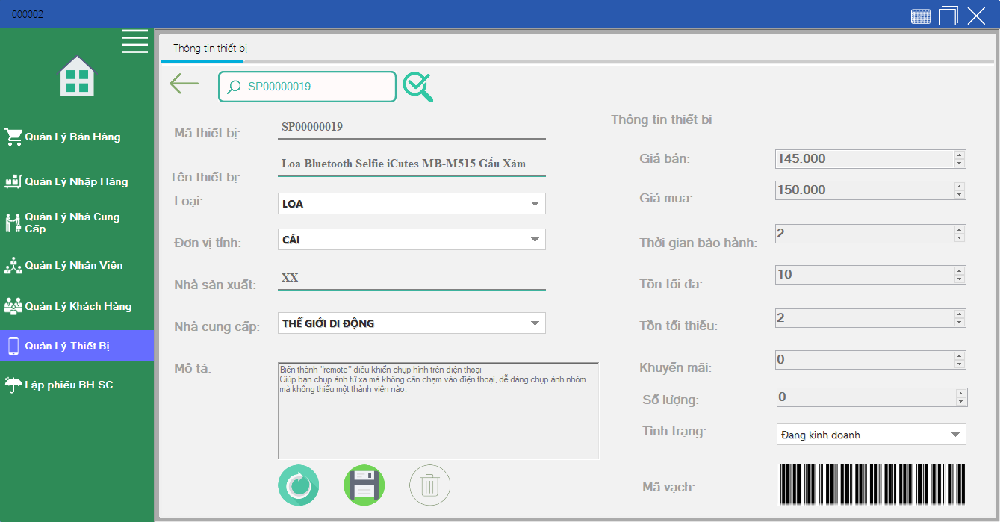 000002
Quản Lý Bán Hàng
Quản Lý Nhập Hàng
Quản Lý Nhà Cung
Cấp
Quản Lý Nhân Viên
Quản Lý Khách Hàng
Quản Lý Thiết Bị
Lập phiếu BH-SC
Thông tin thiết bị
SP00000019
Mã thiết bị:
SP00000019
Tên thiết bị:
Loa Bluetooth Selfie iCutes MB-M515 Gấu Xám
Loại:
LOA
Đơn vị tính:
CÁI
Nhà sản xuất:
XX
Nhà cung cấp:
THẾ GIỚI DI ĐỘNG
Mô tả:
Biến thành "remote" điều khiển chụp hình trên điện thoại
Giúp bạn chụp ảnh từ xa mà không cần chạm vào điện thoại, dễ dàng chụp ảnh nhóm
mà không thiếu một thành viên nào.
Thông tin thiết bị
Giá bán:
145.000
Giá mua:
150.000
Thời gian bảo hành:
2
Tồn tối đa:
10
Tồn tối thiểu:
2
Khuyến mãi:
0
Số lượng:
0
Tình trạng:
Đang kinh doanh
Mã vạch: